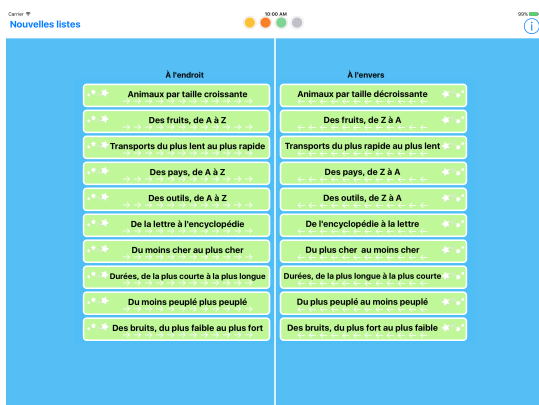 Carrier 10:00 AM 99%
Nouvelles listes
À l'endroit
À l'envers
Animaux par taille croissante
Animaux par taille décroissante
Des fruits, de A à Z
Des fruits, de Z à A
Transports du plus lent au plus rapide
Transports du plus rapide au plus lent
Des pays, de A à Z
Des pays, de Z à A
Des outils, de A à Z
Des outils, de Z à A
De la lettre à l'encyclopédie
De l'encyclopédie à la lettre
Du moins cher au plus cher
Du plus cher au moins cher
Durées, de la plus courte à la plus longue
Durées, de la plus longue à la plus courte
Du moins peuplé plus peuplé
Du plus peuplé au moins peuplé
Des bruits, du plus faible au plus fort
Des bruits, du plus fort au plus faible